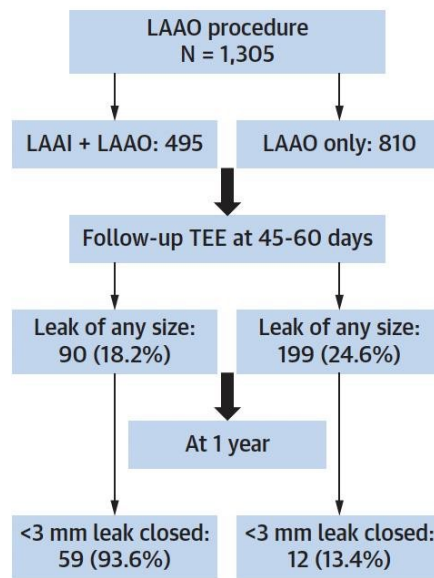 LAAO procedure
N = 1,305
LAAI + LAAO: 495
LAAO only: 810
Follow-up TEE at 45-60 days
Leak of any size:
90 (18.2%)
Leak of any size:
199 (24.6%)
At 1 year
<3 mm leak closed:
59 (93.6%)
<3 mm leak closed:
12 (13.4%)